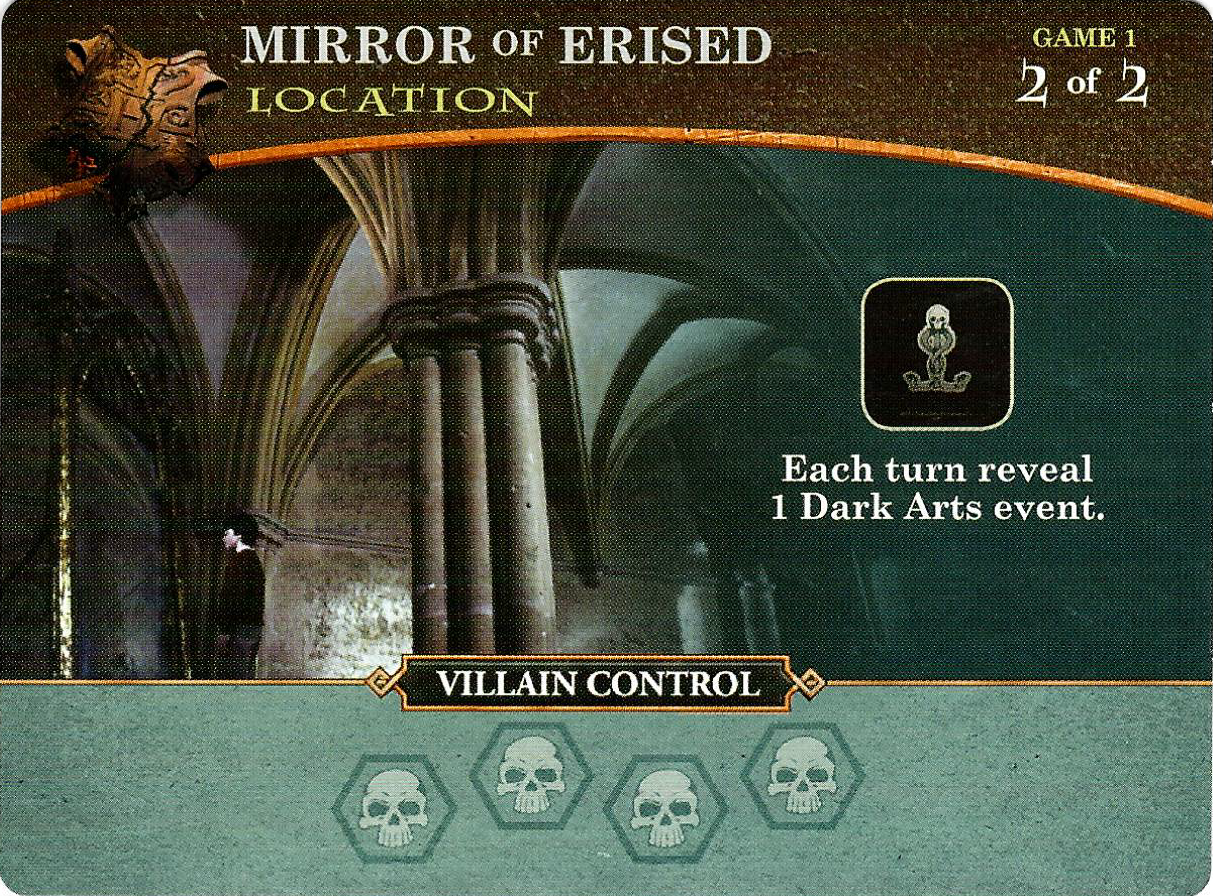 MIRROR OF ERISED
LOCATION
GAME 1
2 of 2
Each turn reveal
1 Dark Arts event.
VILLAIN CONTROL